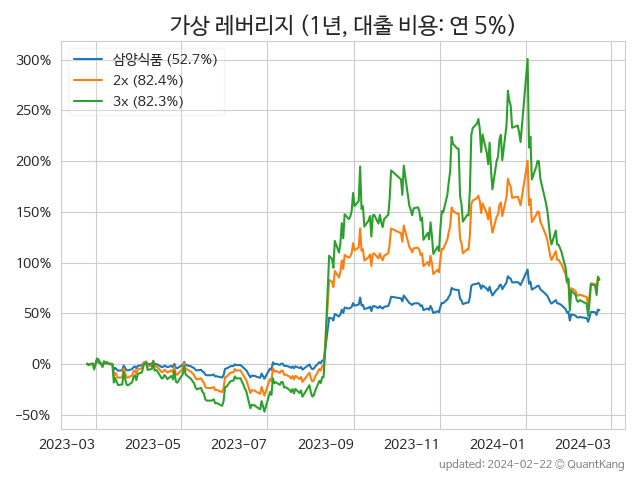 가상 레버리지 (1년, 대출 비용: 연 5%)
300%
250%
200%
150%
100%
50%
0%
−50%
삼양식품 (52.7%)
2x (82.4%)
3x (82.3%)
2023-03 2023-05 2023-07 2023-09 2023-11 2024-01 2024-03
updated: 2024-02-22 © QuantKang